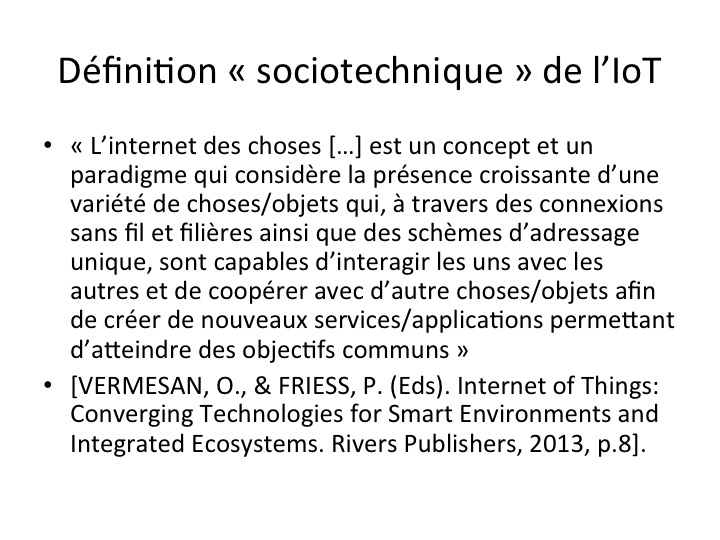 Définition « sociotechnique » de l’IoT
• « L’internet des choses […] est un concept et un
paradigme qui considère la présence croissante d’une
variété de choses/objets qui, à travers des connexions
sans fil et filières ainsi que des schèmes d’adressage
unique, sont capables d’interagir les uns avec les
autres et de coopérer avec d’autre choses/objets afin
de créer de nouveaux services/applications permettant
d’atteindre des objectifs communs »
• [VERMESAN, O., & FRIESS, P. (Eds). Internet of Things:
Converging Technologies for Smart Environments and
Integrated Ecosystems. Rivers Publishers, 2013, p.8].